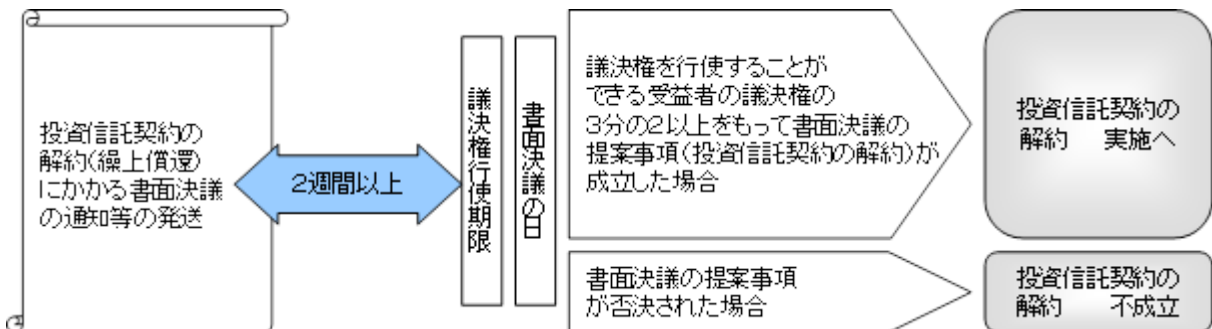 投資信託契約の
解約(繰上償還)
にかかる書面決議
の通知等の発送
2週間以上
議決権行使期限
書面決議の日
議決権を行使することが
できる受益者の議決権の
3分の2以上をもって書面決議の
提案事項(投資信託契約の解約)が
成立した場合
投資信託契約の
解約　実施へ
書面決議の提案事項
が否決された場合
投資信託契約の
解約　不成立